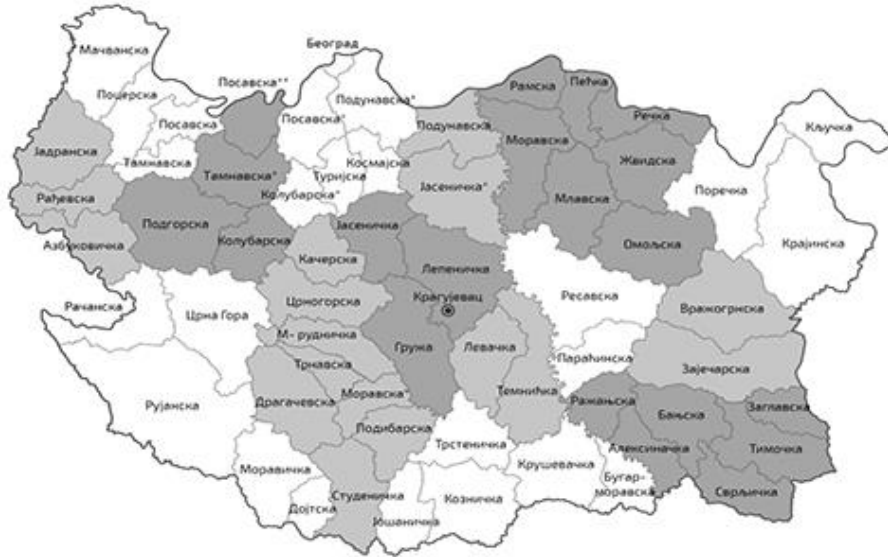 Мачванска
Београд
Поцерска
Посавска**
Посавска
Посавска*
Подунавска*
Тамнавска
Тамнавска*
Туријска
Космајска
Колубарска*
Јадранска
Рађевска
Азбуковичка
Подгорска
Колубарска
Рамска
Пећка
Речка
Подунавска
Моравска
Жвидска
Јасеничка*
Млавска
Омољска
Поречка
Кључка
Крајинска
Јасеничка
Качерска
Лепеничка
Крагујевац
Гружа
Рачанска
Црна Гора
Црногорска
М- рудничка
Трнавска
Моравска*
Драгачевска
Подибарска
Рујанска
Моравичка
Дојтска
Студеничка
Јошаничка
Левачка
Темнићка
Ресавска
Параћинска
Трстеничка
Козничка
Крушевачка
Бугар-
моравска
Вражогрнска
Зајечарска
Ражањска
Бањска
Заглавска
Алексиначка
Тимочка
Сврљичка